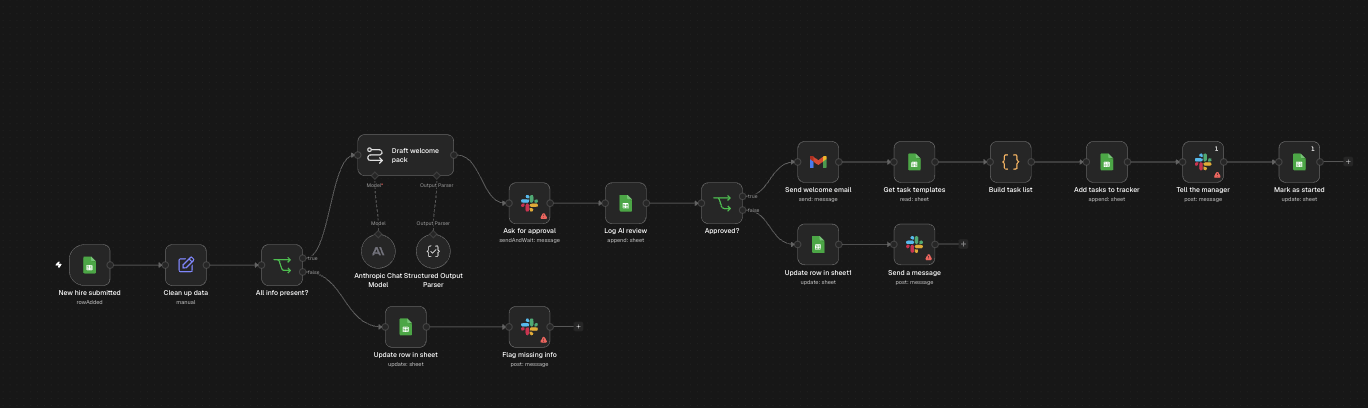 Draft welcome
pack
Model*
Output Parser
Model
Output Parser
Anthropic Chat
Model
Structured Output
Parser
New hire submitted
rowAdded
Clean up data
manual
All info present?
true
false
Update row in sheet
update: sheet
Flag missing info
post: message
Ask for approval
sendAndWait: message
Log AI review
append: sheet
Approved?
true
false
Send welcome email
send: message
Get task templates
read: sheet
Build task list
Add tasks to tracker
append: sheet
1
Tell the manager
post: message
1
Mark as started
update: sheet
Update row in sheet1
update: sheet
Send a message
post: message